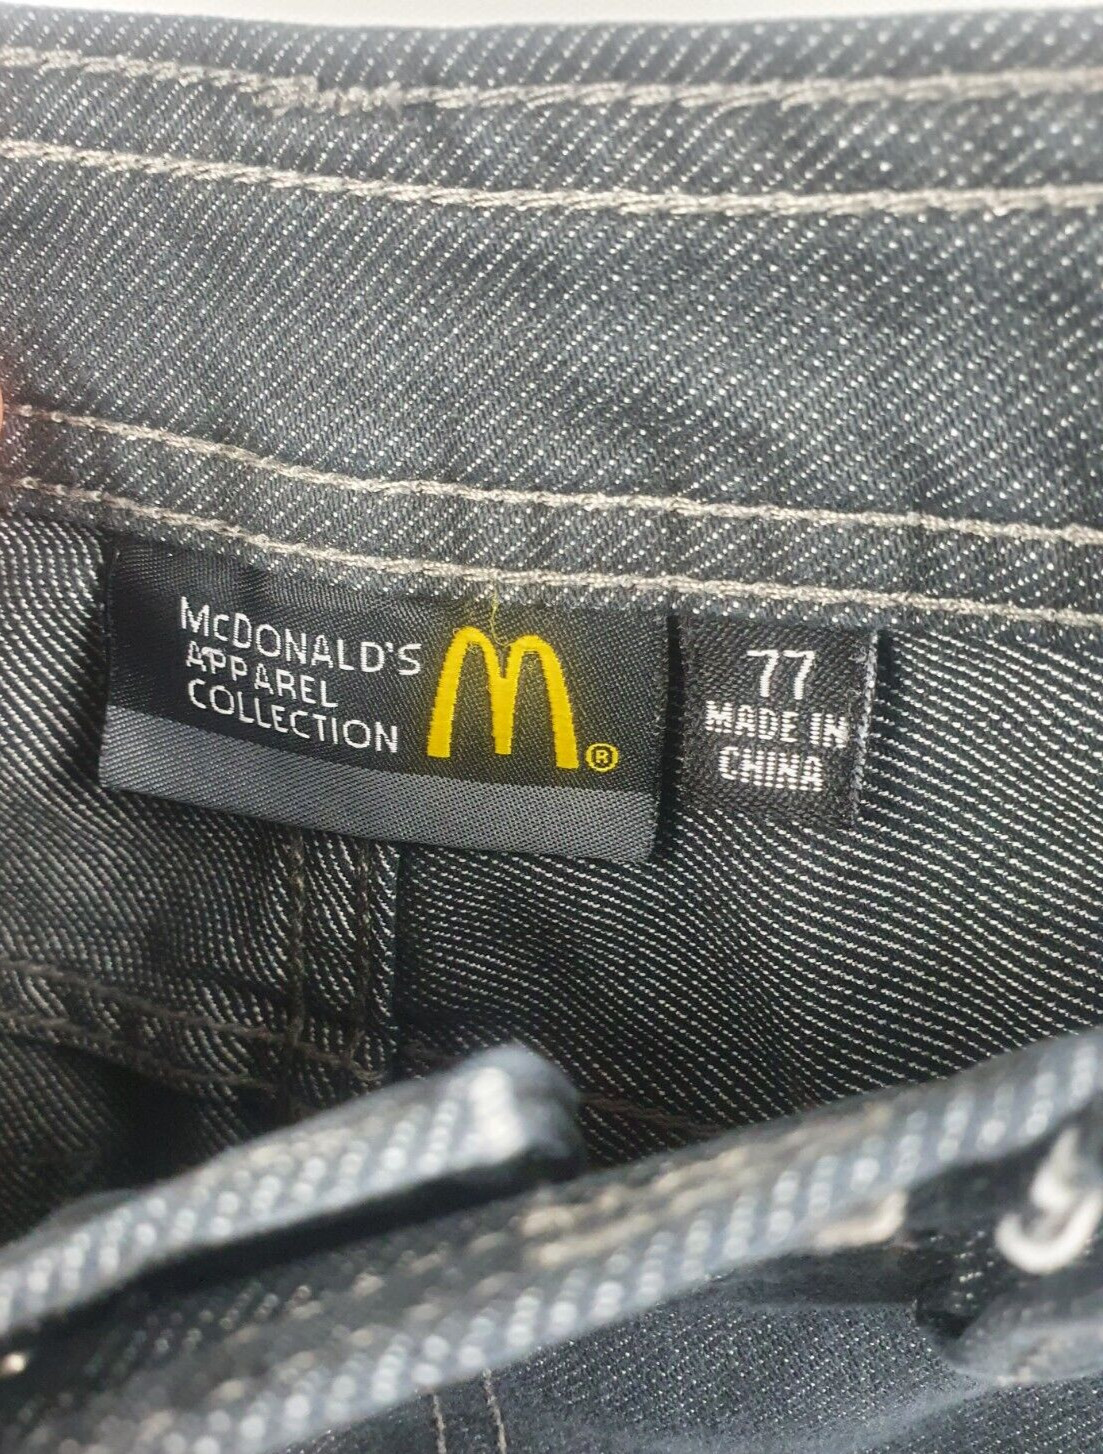 McDONALD'S
APPAREL
COLLECTION
M®
77
MADE IN
CHINA